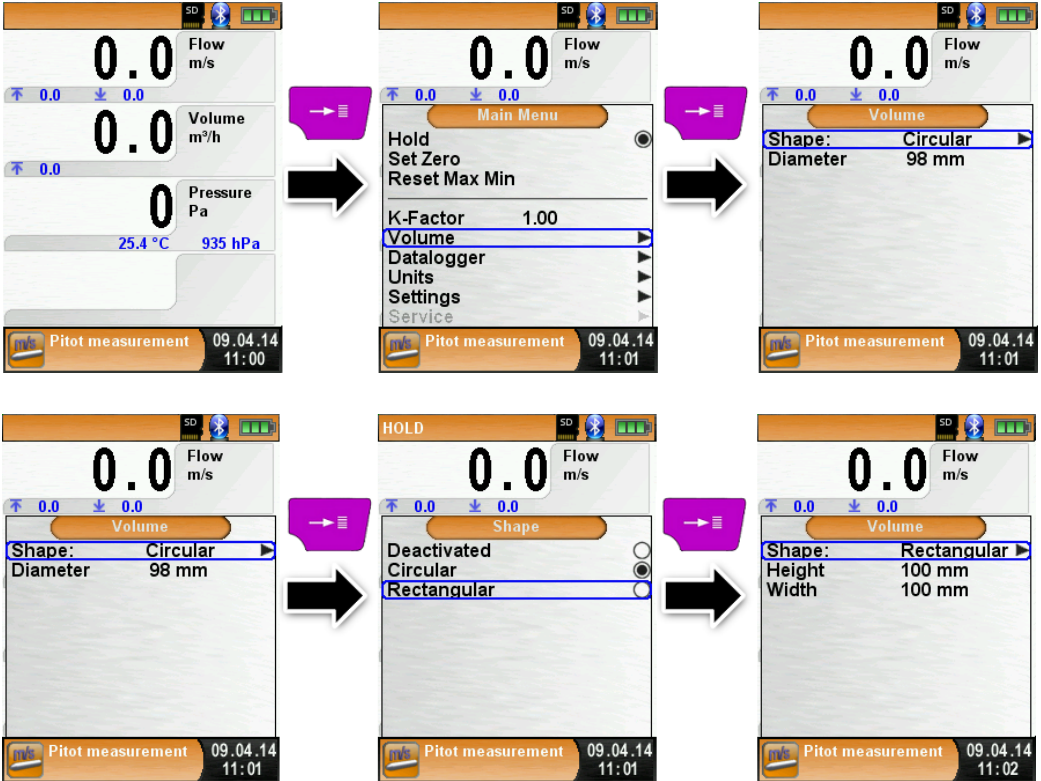 SD
0.0 Flow
m/s
0.0 0.0
0.0 Volume
m³/h
0.0
0 Pressure
Pa
25.4 °C 935 hPa
m/s Pitot measurement 09.04.14
11:00
SD
0.0 Flow
m/s
0.0 0.0
Main Menu
Hold
Set Zero
Reset Max Min
K-Factor 1.00
Volume
Datalogger
Units
Settings
Service
m/s Pitot measurement 09.04.14
11:01
SD
0.0 Flow
m/s
0.0 0.0
Volume
Shape: Circular
Diameter 98 mm
m/s Pitot measurement 09.04.14
11:01
SD
0.0 Flow
m/s
0.0 0.0
Volume
Shape: Circular
Diameter 98 mm
m/s Pitot measurement 09.04.14
11:01
HOLD SD
0.0 Flow
m/s
0.0 0.0
Shape
Deactivated
Circular
Rectangular
m/s Pitot measurement 09.04.14
11:01
SD
0.0 Flow
m/s
0.0 0.0
Volume
Shape: Rectangular
Height 100 mm
Width 100 mm
m/s Pitot measurement 09.04.14
11:02